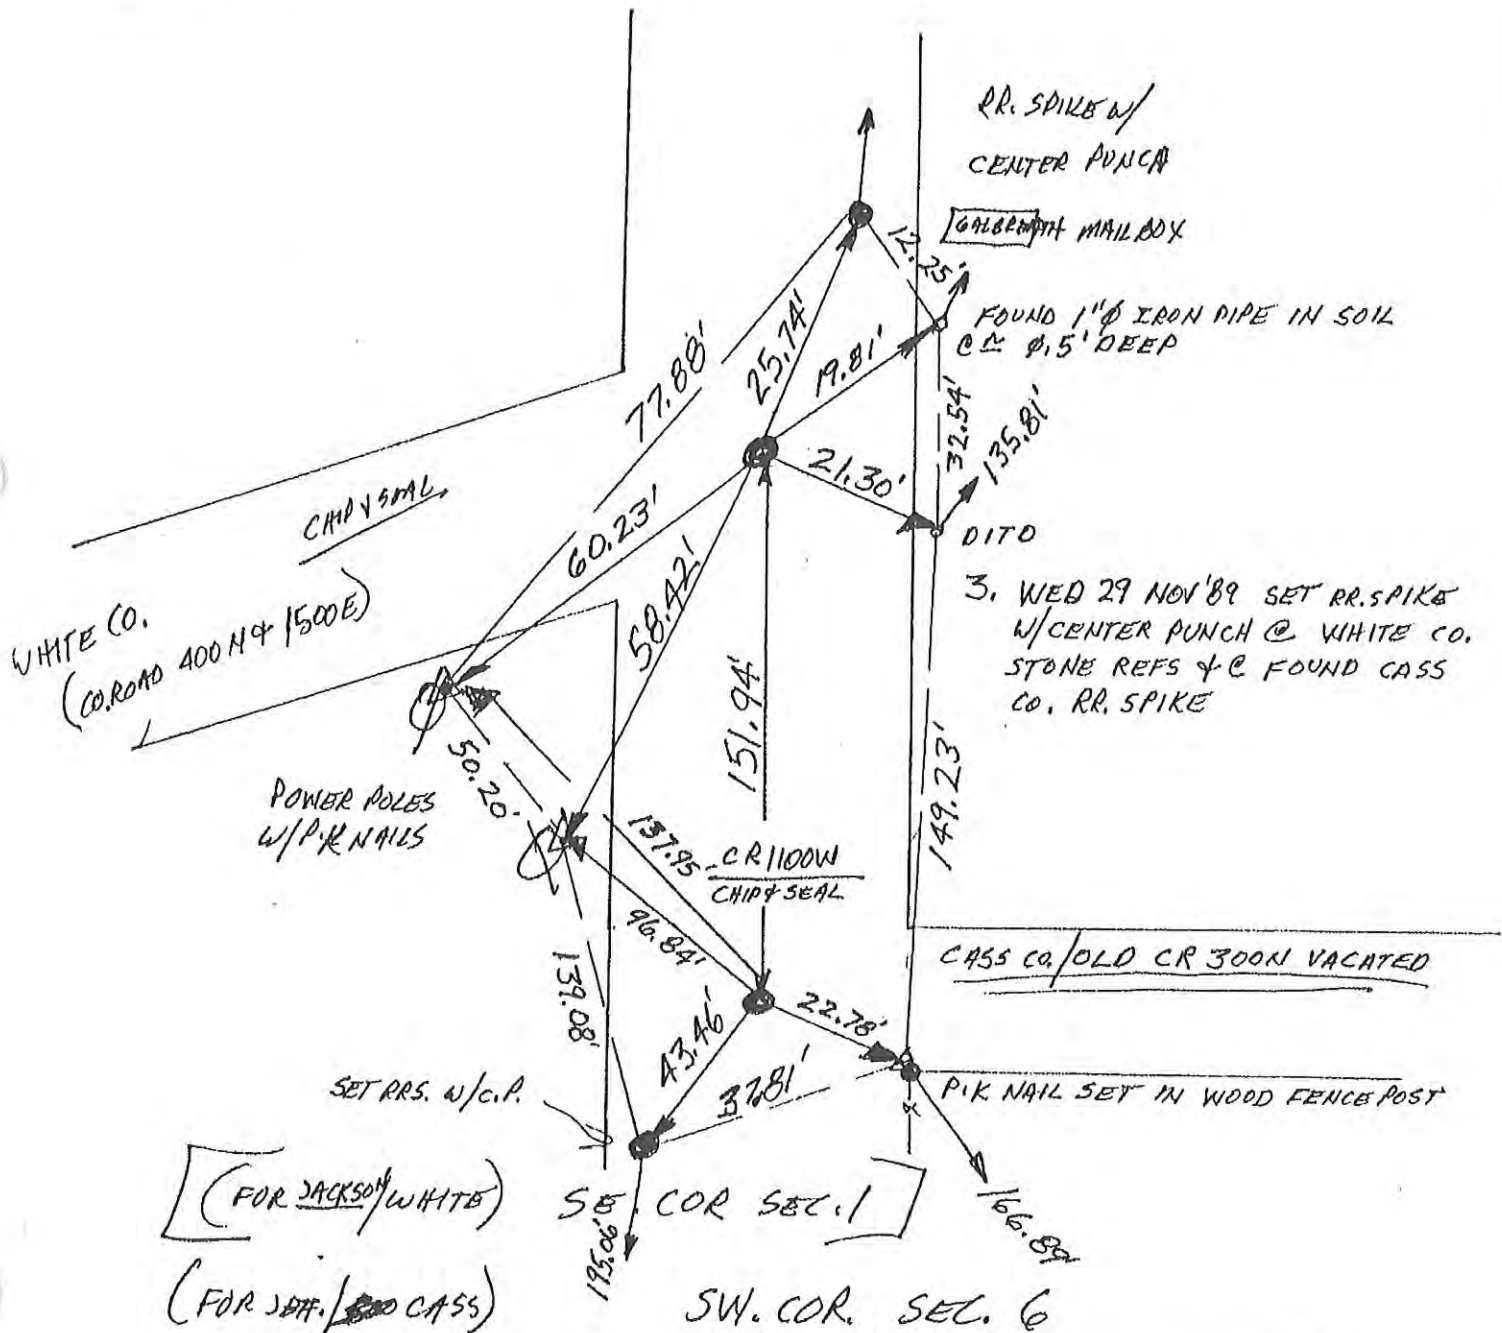 RR. SPIKE W/
CENTER PUNCH
GALBREATH MAILBOX
12.25'
FOUND 1"Ø IRON PIPE IN SOIL
@ ≅ Ø.5' DEEP
77.88'
25.74'
19.81'
32.54'
135.81'
21.30'
DITO
CHIP & SEAL
60.23'
58.42'
3. WED 29 NOV '89 SET RR. SPIKE
W/CENTER PUNCH @ WHITE CO.
STONE REFS & @ FOUND CASS
CO. RR. SPIKE
WHITE CO.
(CO. ROAD 400 N & 1500E)
151.94'
149.23'
50.20'
POWER POLES
W/P.K NAILS
137.95'
CR 1100W
CHIP & SEAL
96.84'
139.08'
CASS CO./OLD CR 300N VACATED
22.78'
43.46'
37.81'
SET RRS. W/C.P.
P.K NAIL SET IN WOOD FENCE POST
[(FOR JACKSON/WHITE) SE. COR SEC. 1]
195.06'
166.89'
(FOR JEFF./ CASS) SW. COR. SEC. 6